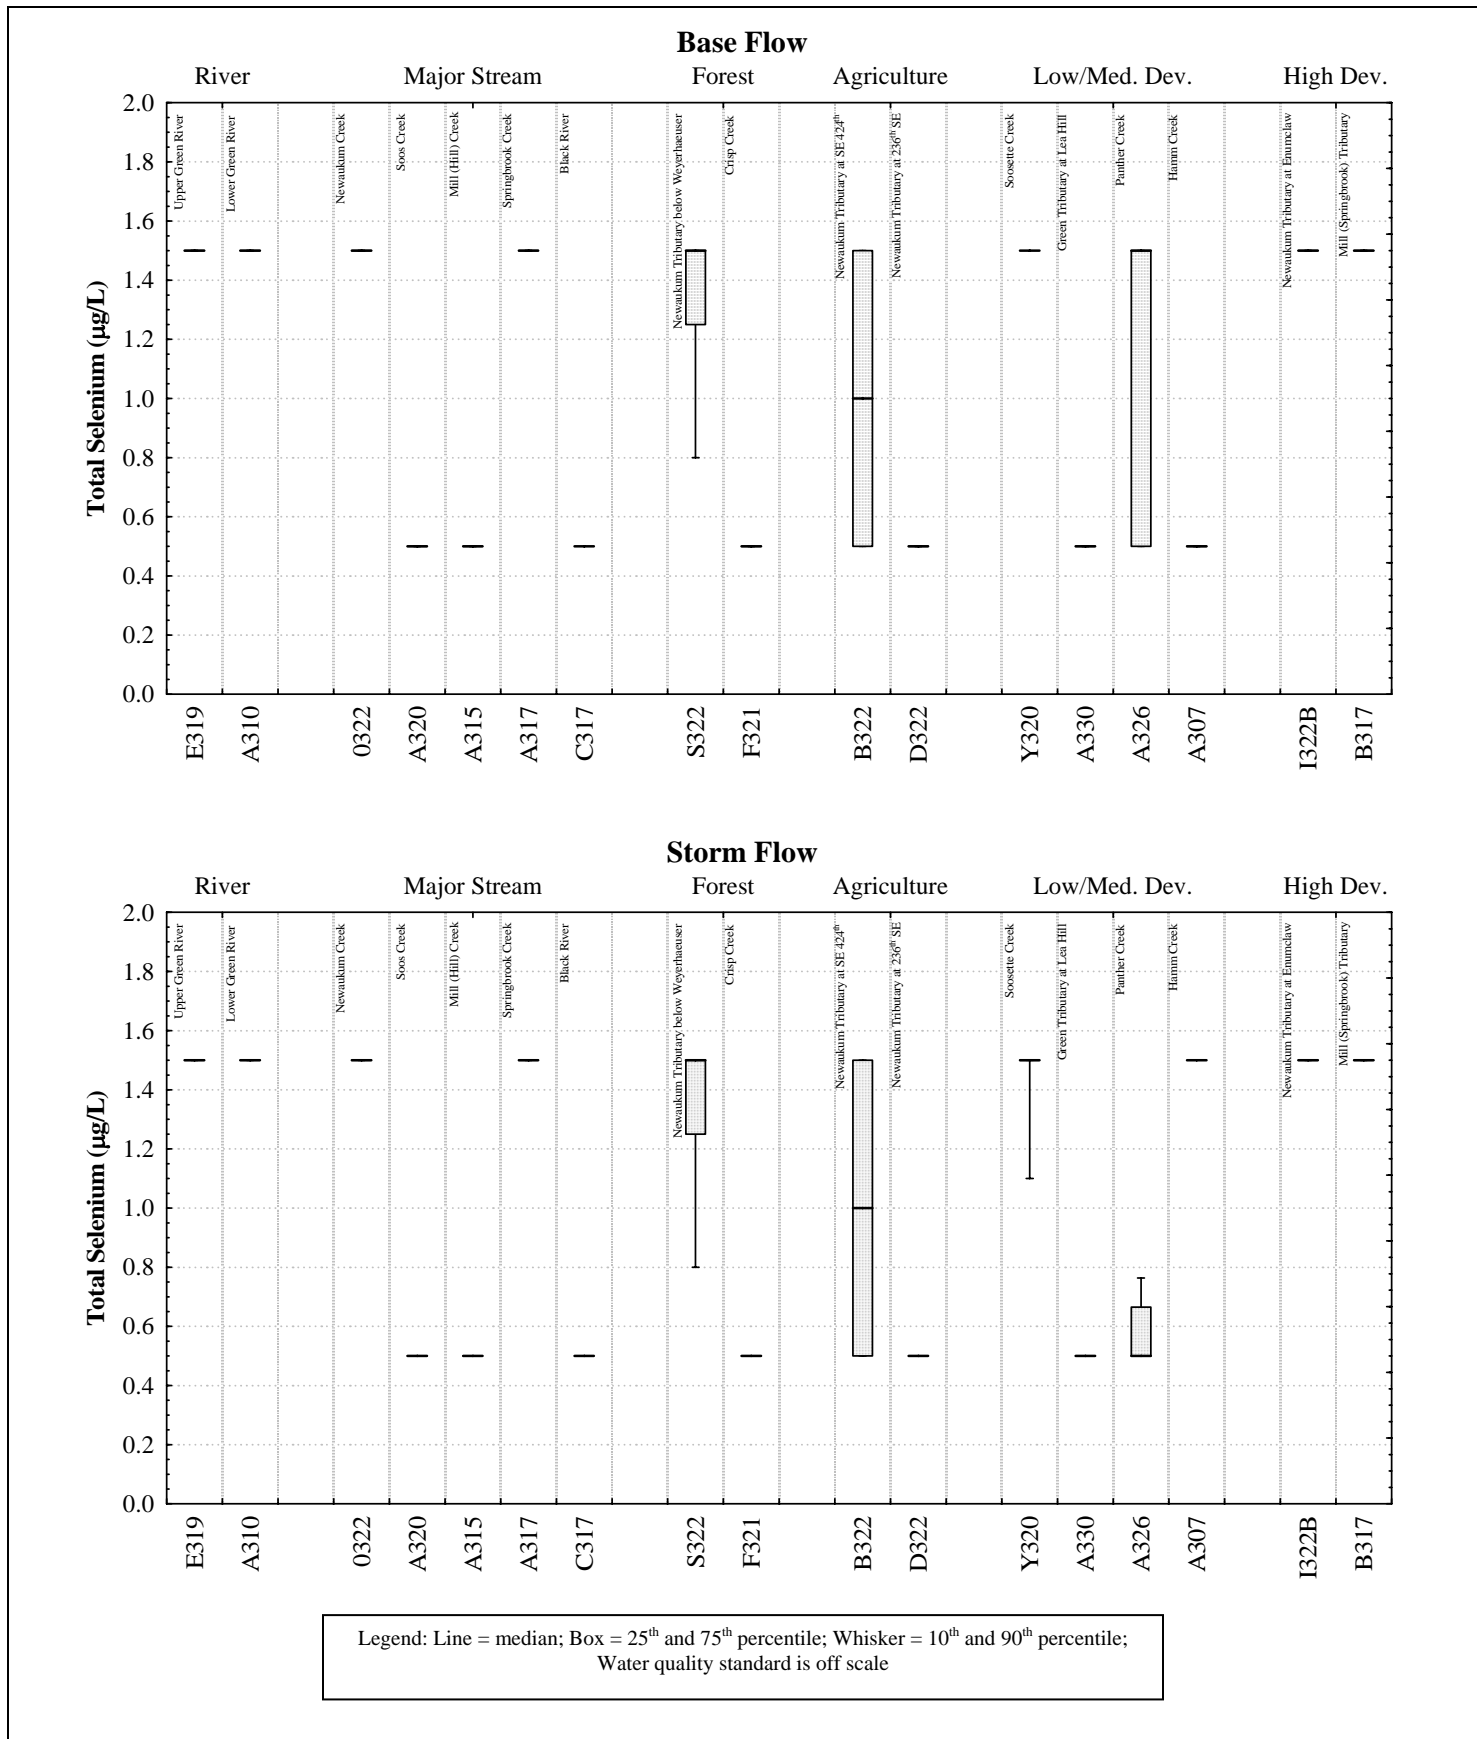 Base Flow
River Major Stream Forest Agriculture Low/Med. Dev. High Dev.
Total Selenium (µg/L)
2.0
1.8
1.6
1.4
1.2
1.0
0.8
0.6
0.4
0.2
0.0
Upper Green River
Lower Green River
Newaukum Creek
Soos Creek
Mill (Hill) Creek
Springbrook Creek
Black River
Newaukum Tributary below Weyerhaeuser
Crisp Creek
Newaukum Tributary at SE 424th
Newaukum Tributary at 236th SE
Soosette Creek
Green Tributary at Lea Hill
Panther Creek
Hamm Creek
Newaukum Tributary at Enumclaw
Mill (Springbrook) Tributary
E319
A310
0322
A320
A315
A317
C317
S322
F321
B322
D322
Y320
A330
A326
A307
I322B
B317
Storm Flow
River Major Stream Forest Agriculture Low/Med. Dev. High Dev.
Total Selenium (µg/L)
2.0
1.8
1.6
1.4
1.2
1.0
0.8
0.6
0.4
0.2
0.0
Upper Green River
Lower Green River
Newaukum Creek
Soos Creek
Mill (Hill) Creek
Springbrook Creek
Black River
Newaukum Tributary below Weyerhaeuser
Crisp Creek
Newaukum Tributary at SE 424th
Newaukum Tributary at 236th SE
Soosette Creek
Green Tributary at Lea Hill
Panther Creek
Hamm Creek
Newaukum Tributary at Enumclaw
Mill (Springbrook) Tributary
E319
A310
0322
A320
A315
A317
C317
S322
F321
B322
D322
Y320
A330
A326
A307
I322B
B317
Legend: Line = median; Box = 25th and 75th percentile; Whisker = 10th and 90th percentile;
Water quality standard is off scale